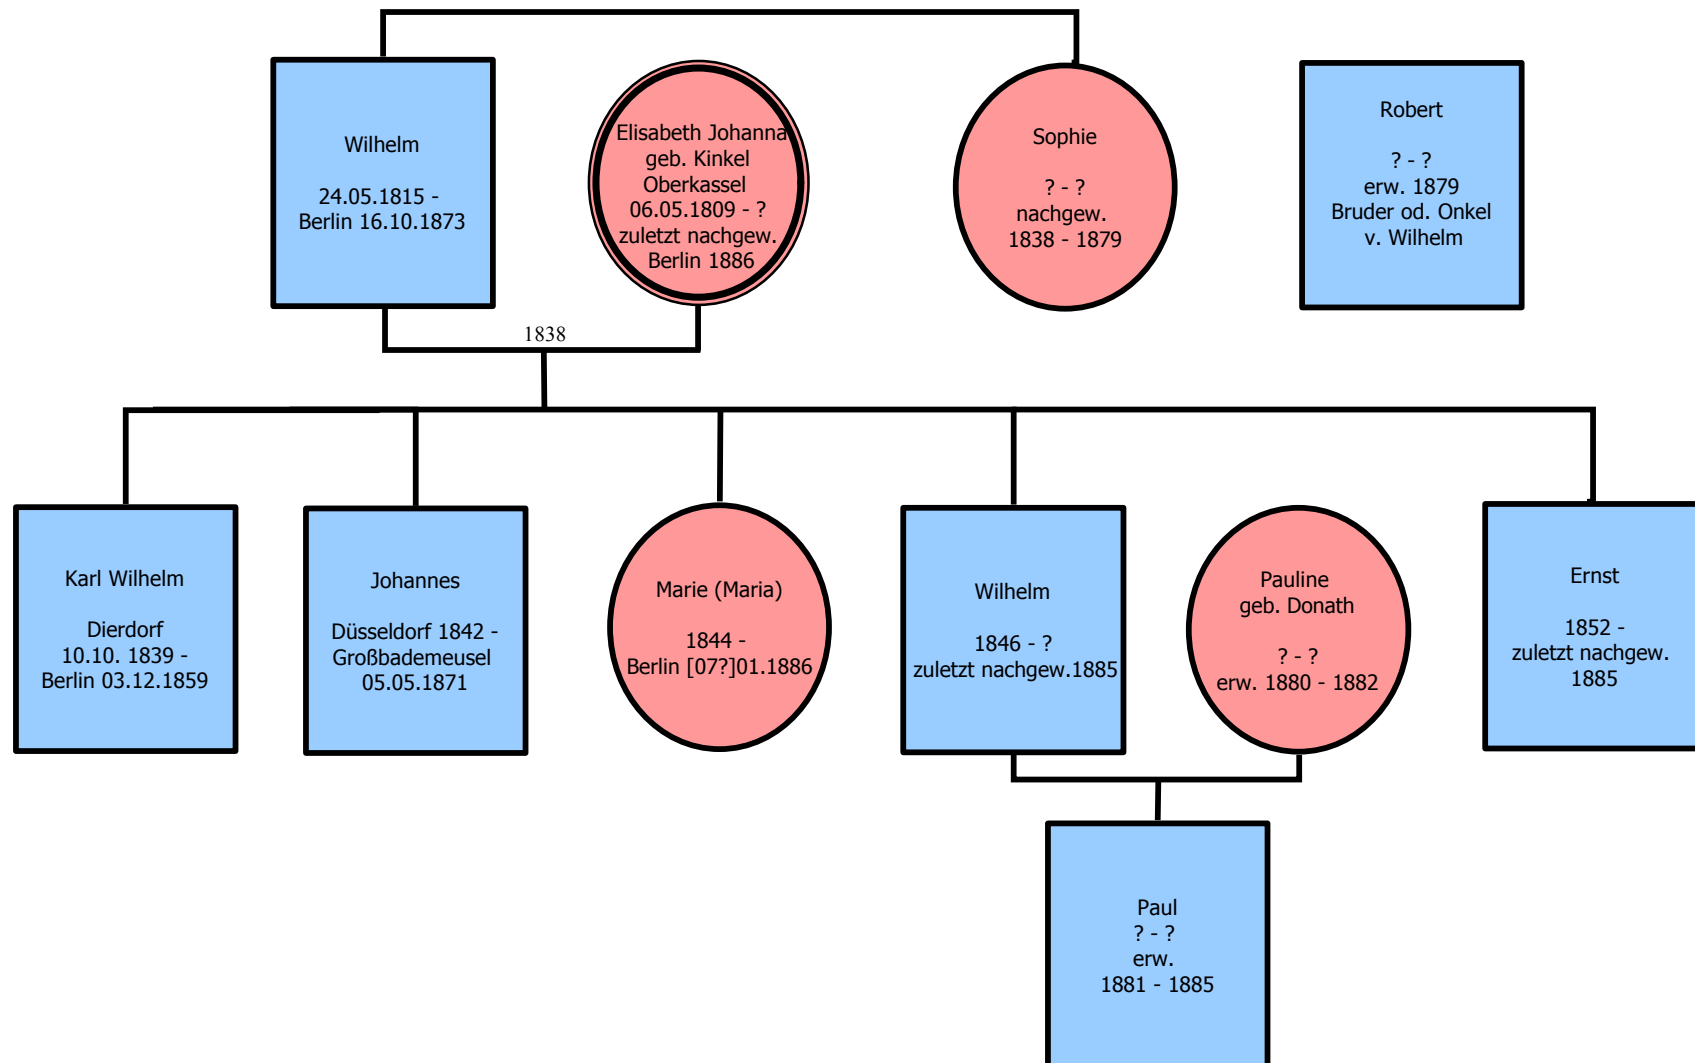 Wilhelm
24.05.1815 -
Berlin 16.10.1873
Elisabeth Johanna
geb. Kinkel
Oberkassel
06.05.1809 - ?
zuletzt nachgew.
Berlin 1886
Sophie
? - ?
nachgew.
1838 - 1879
Robert
? - ?
erw. 1879
Bruder od. Onkel
v. Wilhelm
1838
Karl Wilhelm
Dierdorf
10.10. 1839 -
Berlin 03.12.1859
Johannes
Düsseldorf 1842 -
Großbademeusel
05.05.1871
Marie (Maria)
1844 -
Berlin [07?]01.1886
Wilhelm
1846 - ?
zuletzt nachgew.1885
Pauline
geb. Donath
? - ?
erw. 1880 - 1882
Ernst
1852 -
zuletzt nachgew.
1885
Paul
? - ?
erw.
1881 - 1885